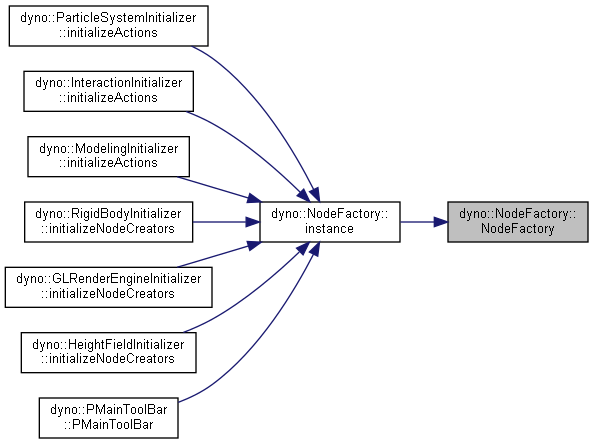 dyno::ParticleSystemInitializer
::initializeActions
dyno::InteractionInitializer
::initializeActions
dyno::ModelingInitializer
::initializeActions
dyno::RigidBodyInitializer
::initializeNodeCreators
dyno::GLRenderEngineInitializer
::initializeNodeCreators
dyno::HeightFieldInitializer
::initializeNodeCreators
dyno::PMainToolBar
::PMainToolBar
dyno::NodeFactory::
instance
dyno::NodeFactory::
NodeFactory